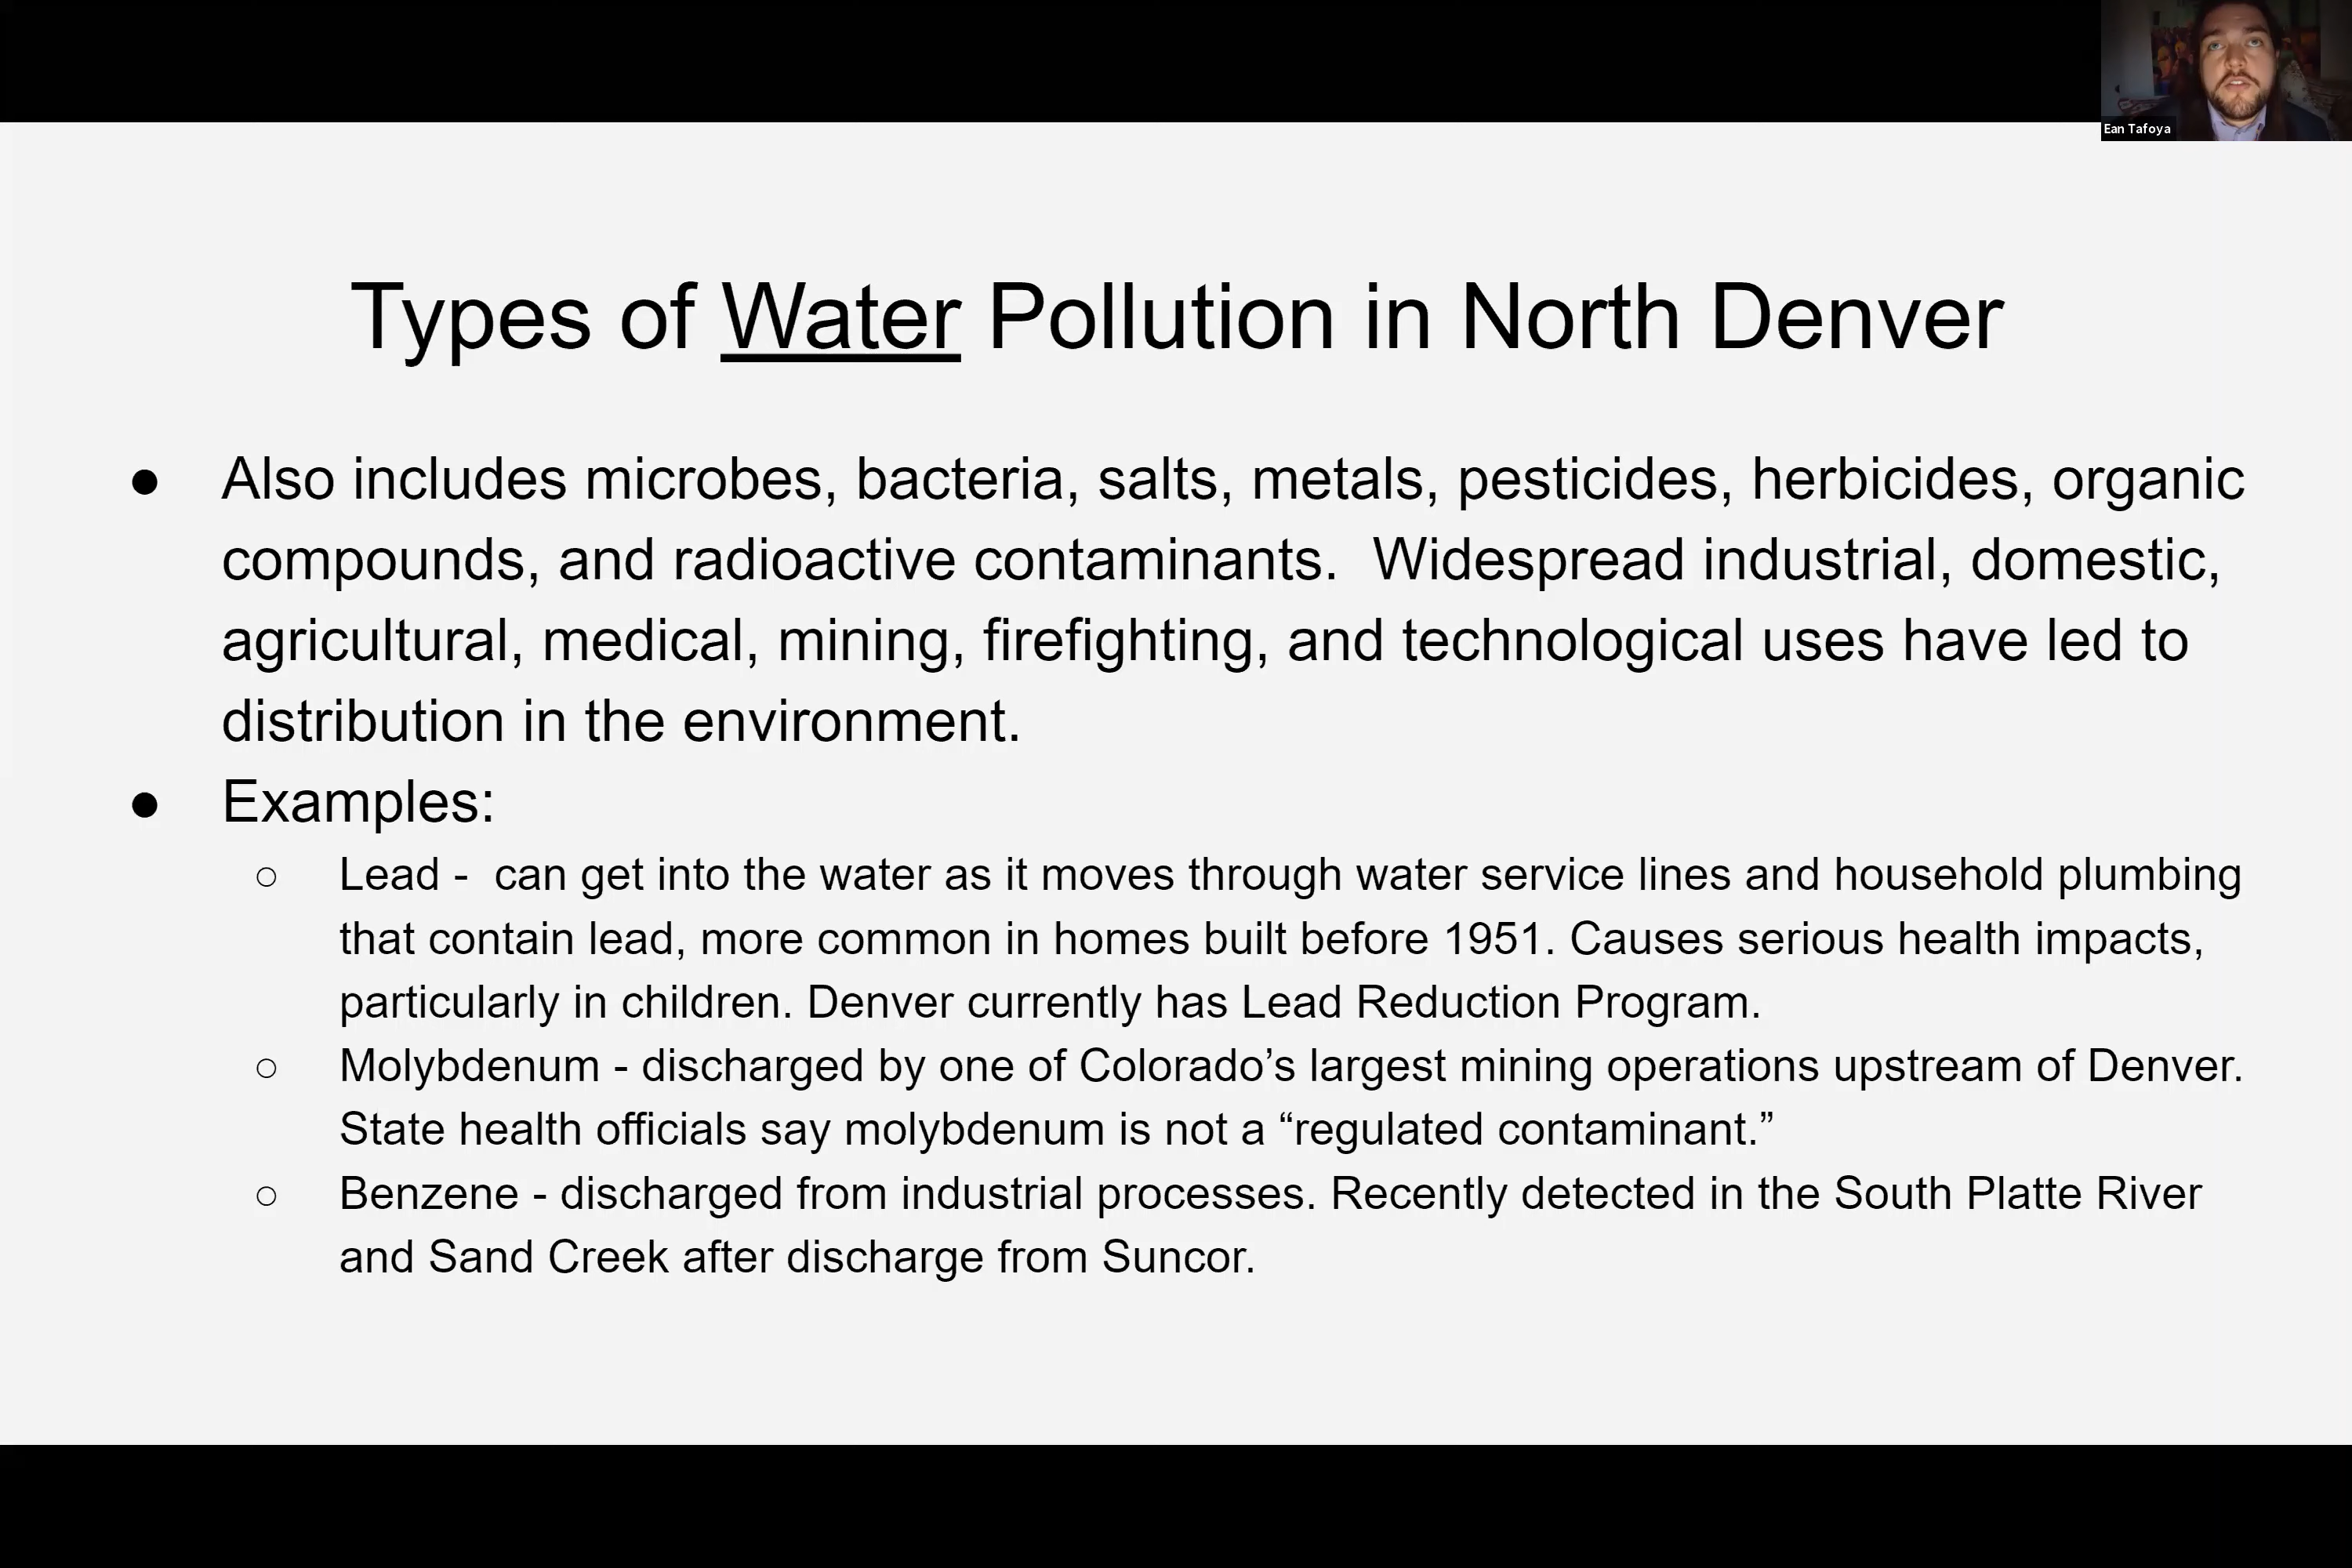 Ean Tafoya
Types of Water Pollution in North Denver
● Also includes microbes, bacteria, salts, metals, pesticides, herbicides, organic
compounds, and radioactive contaminants.  Widespread industrial, domestic,
agricultural, medical, mining, firefighting, and technological uses have led to
distribution in the environment.
● Examples:
○ Lead -  can get into the water as it moves through water service lines and household plumbing
that contain lead, more common in homes built before 1951. Causes serious health impacts,
particularly in children. Denver currently has Lead Reduction Program.
○ Molybdenum - discharged by one of Colorado’s largest mining operations upstream of Denver.
State health officials say molybdenum is not a “regulated contaminant.”
○ Benzene - discharged from industrial processes. Recently detected in the South Platte River
and Sand Creek after discharge from Suncor.